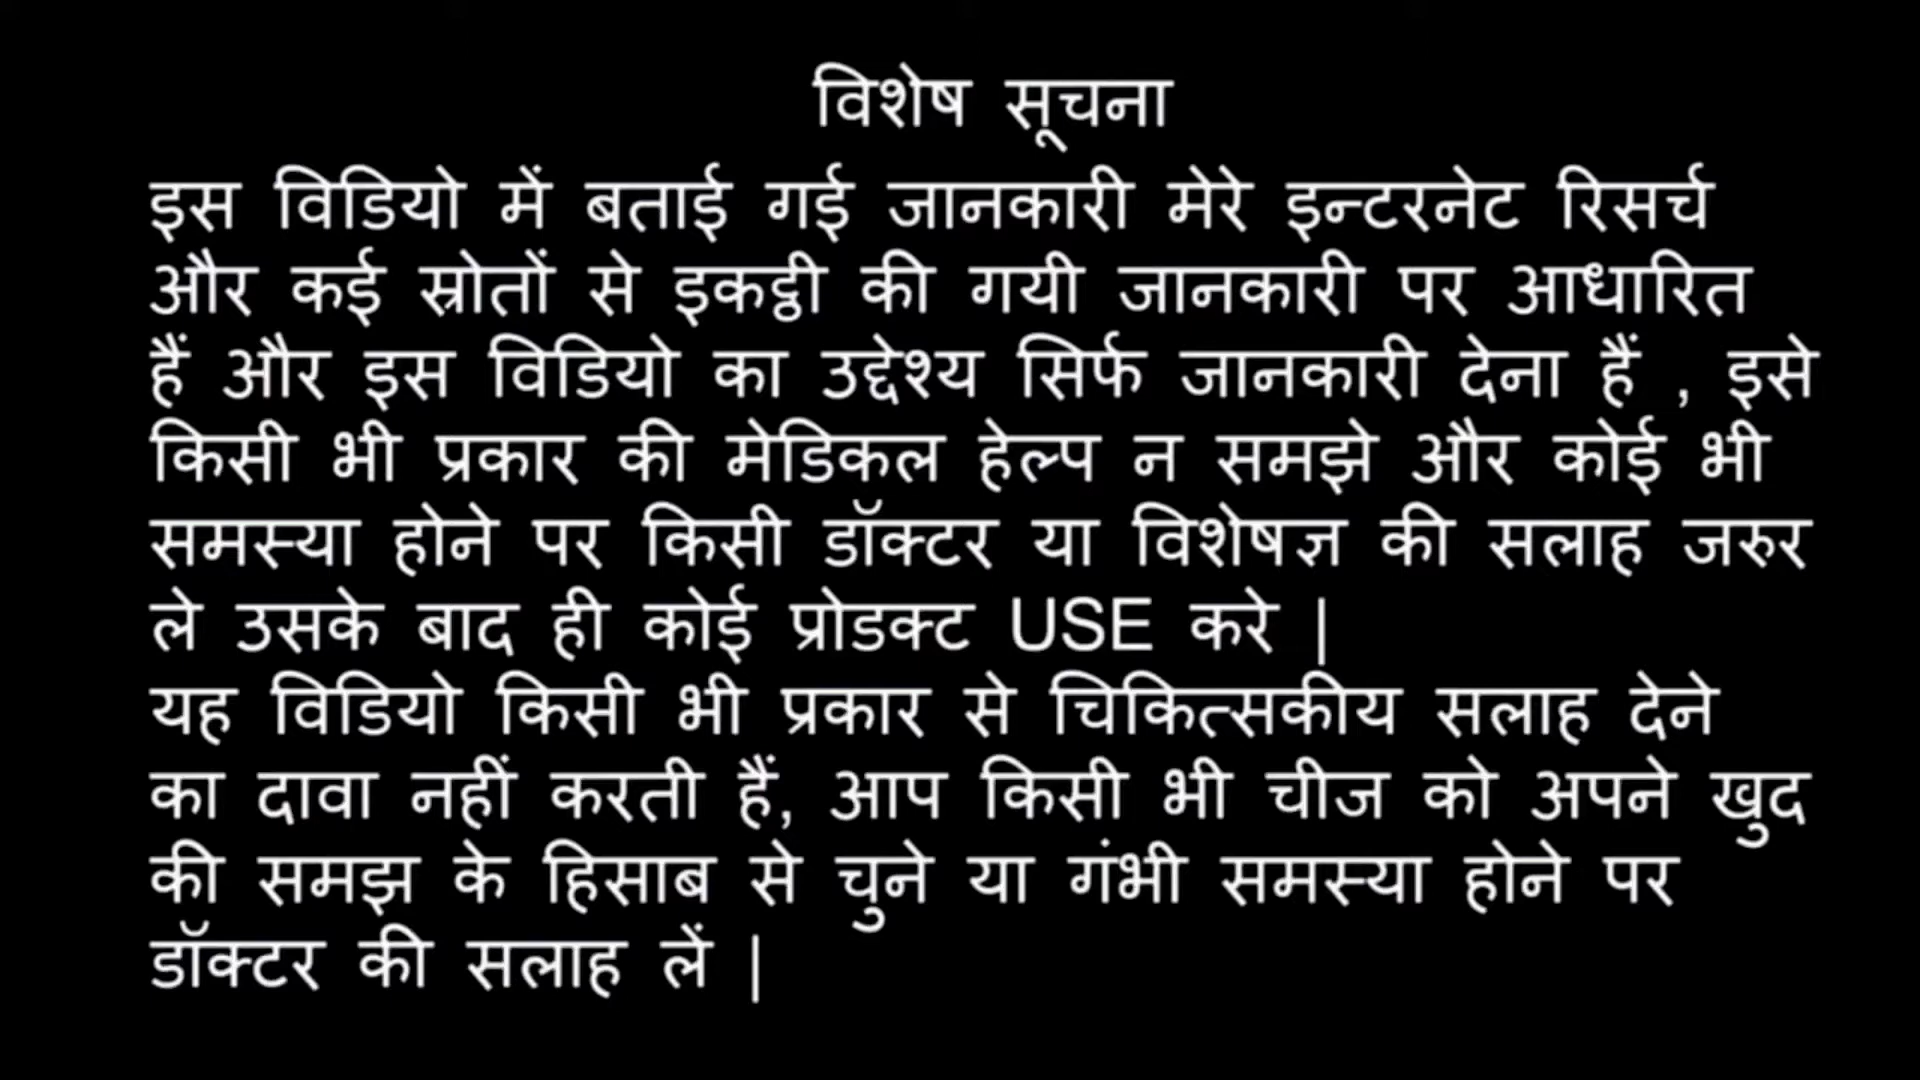 विशेष सूचना
इस विडियो में बताई गई जानकारी मेरे इन्टरनेट रिसर्च
और कई स्रोतों से इकट्ठी की गयी जानकारी पर आधारित
हैं और इस विडियो का उद्देश्य सिर्फ जानकारी देना हैं , इसे
किसी भी प्रकार की मेडिकल हेल्प न समझे और कोई भी
समस्या होने पर किसी डॉक्टर या विशेषज्ञ की सलाह जरुर
ले उसके बाद ही कोई प्रोडक्ट USE करे |
यह विडियो किसी भी प्रकार से चिकित्सकीय सलाह देने
का दावा नहीं करती हैं, आप किसी भी चीज को अपने खुद
की समझ के हिसाब से चुने या गंभी समस्या होने पर
डॉक्टर की सलाह लें |